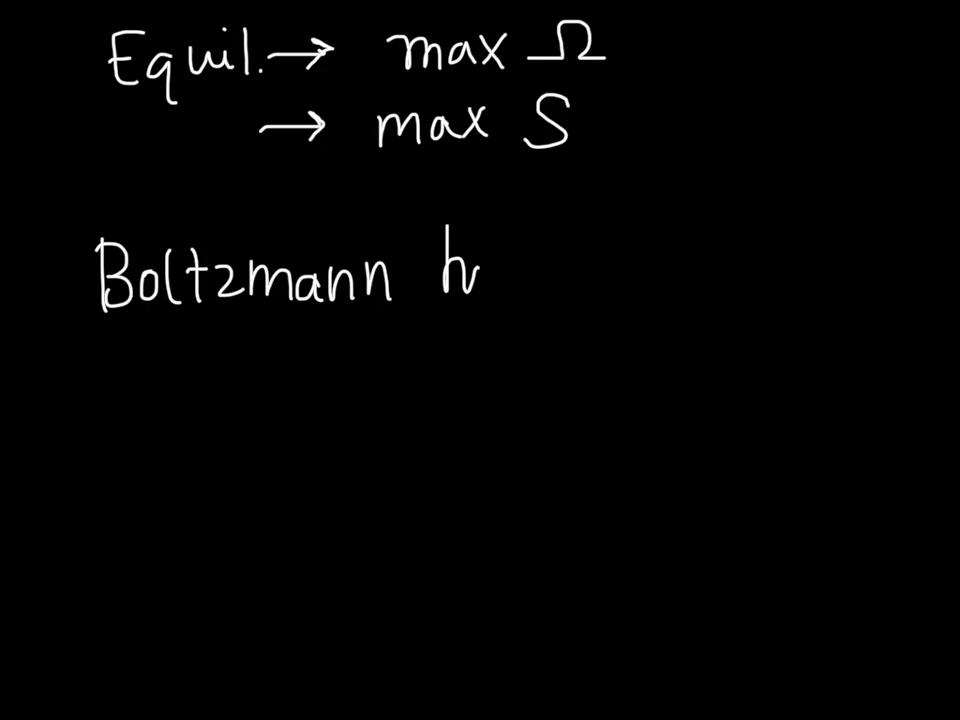 Equil. → max Ω
→ max S
Boltzmann